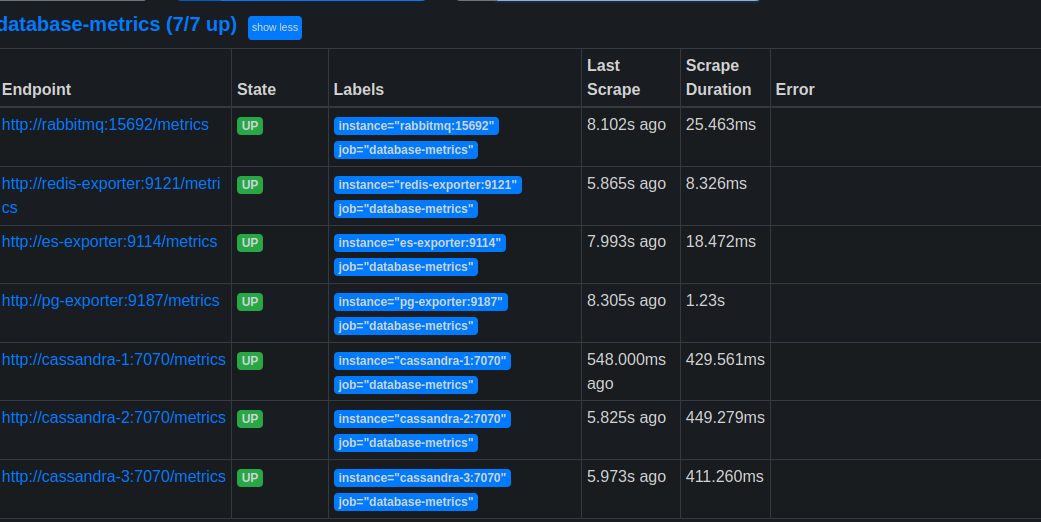 database-metrics (7/7 up) show less
Endpoint State Labels Last Scrape Scrape Duration Error
http://rabbitmq:15692/metrics UP instance="rabbitmq:15692" 8.102s ago 25.463ms
job="database-metrics"
http://redis-exporter:9121/metri UP instance="redis-exporter:9121" 5.865s ago 8.326ms
cs job="database-metrics"
http://es-exporter:9114/metrics UP instance="es-exporter:9114" 7.993s ago 18.472ms
job="database-metrics"
http://pg-exporter:9187/metrics UP instance="pg-exporter:9187" 8.305s ago 1.23s
job="database-metrics"
http://cassandra-1:7070/metrics UP instance="cassandra-1:7070" 548.000ms 429.561ms
job="database-metrics" ago
http://cassandra-2:7070/metrics UP instance="cassandra-2:7070" 5.825s ago 449.279ms
job="database-metrics"
http://cassandra-3:7070/metrics UP instance="cassandra-3:7070" 5.973s ago 411.260ms
job="database-metrics"